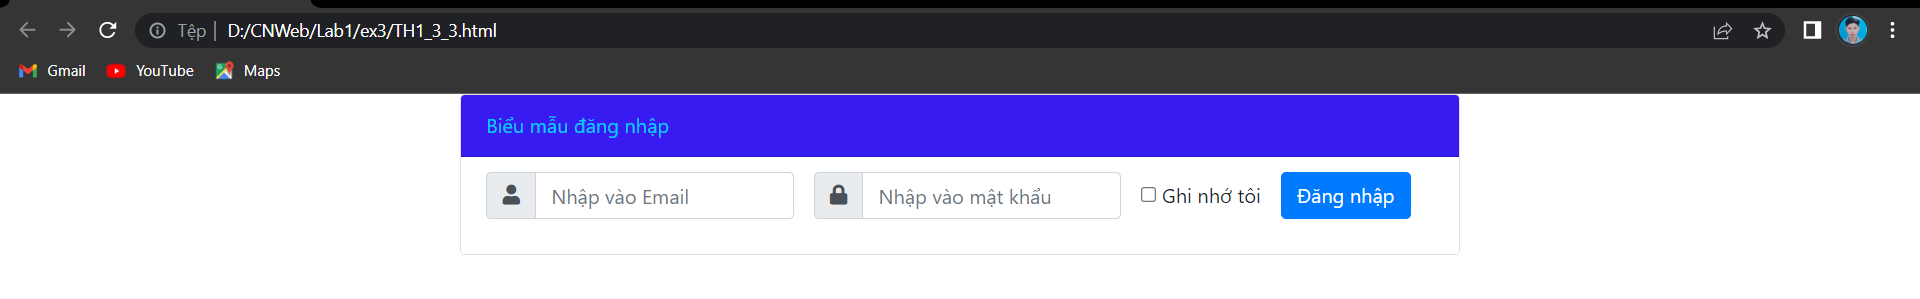 Tệp D:/CNWeb/Lab1/ex3/TH1_3_3.html
Gmail YouTube Maps
Biểu mẫu đăng nhập
Nhập vào Email Nhập vào mật khẩu Ghi nhớ tôi Đăng nhập